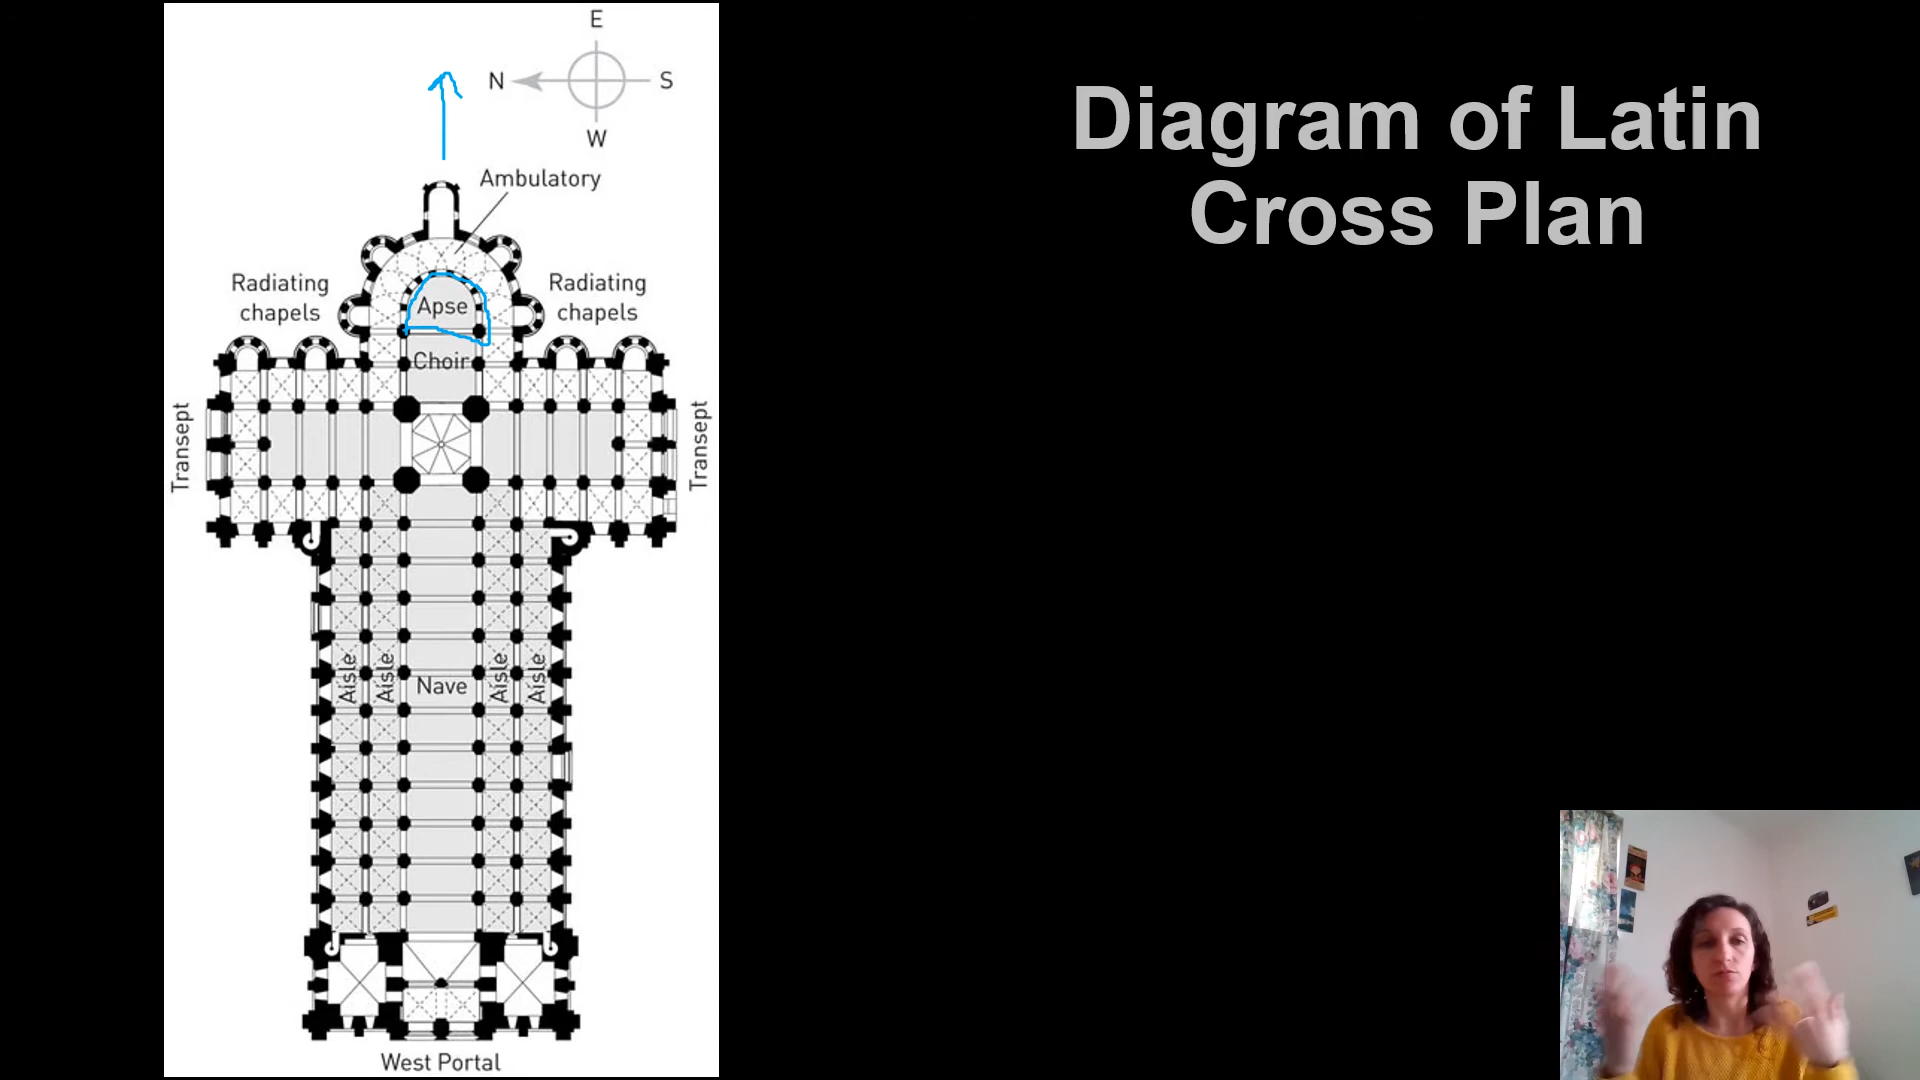 Diagram of Latin
Cross Plan
E
N
S
W
Ambulatory
Radiating
chapels
Radiating
chapels
Apse
Choir
Transept
Transept
Aisle
Aisle
Nave
Aisle
Aisle
West Portal